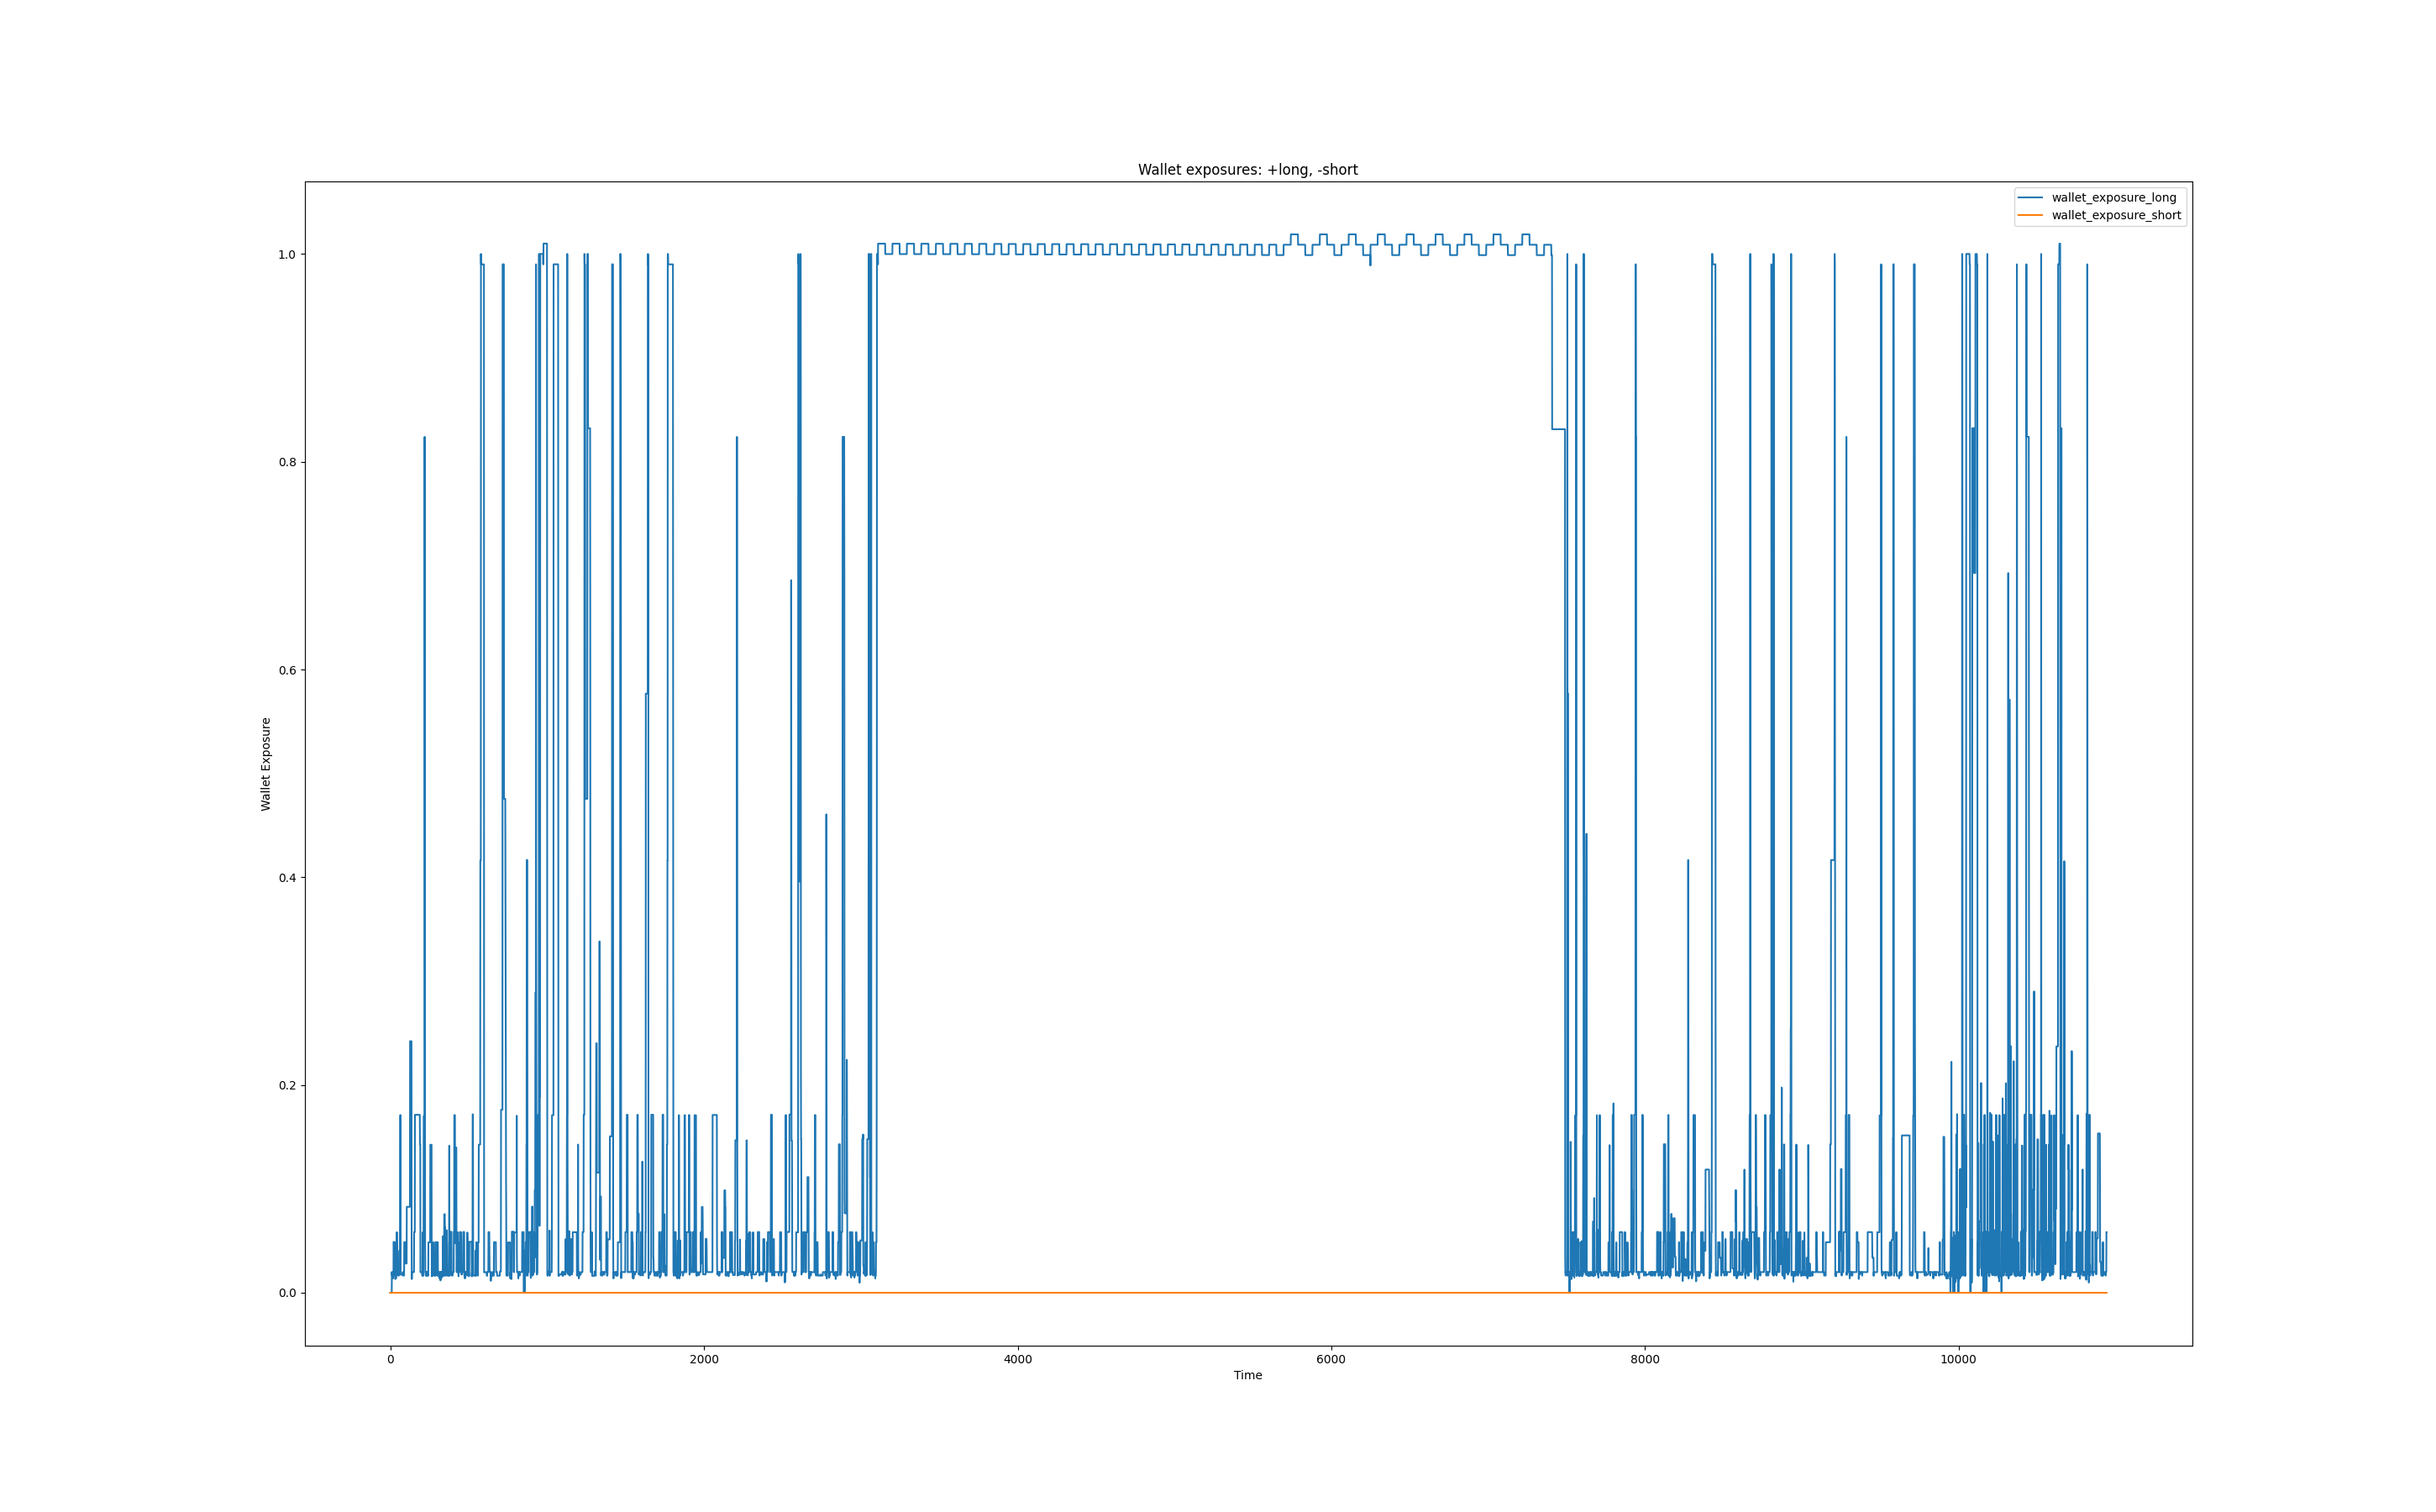 Wallet exposures: +long, -short
wallet_exposure_long
wallet_exposure_short
1.0
0.8
0.6
0.4
0.2
0.0
Wallet Exposure
0 2000 4000 6000 8000 10000
Time